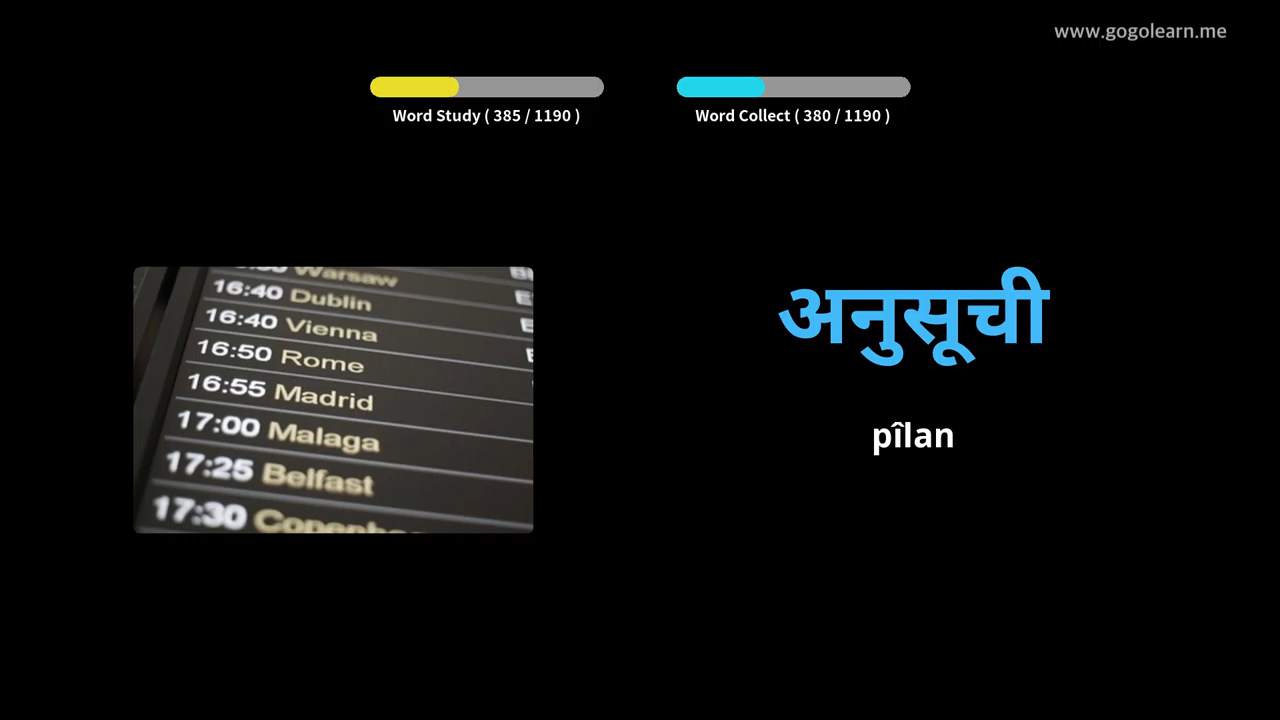 www.gogolearn.me
Word Study ( 385 / 1190 )
Word Collect ( 380 / 1190 )
Warsaw
16:40 Dublin
16:40 Vienna
16:50 Rome
16:55 Madrid
17:00 Malaga
17:25 Belfast
17:30
अनुसूची
pîlan